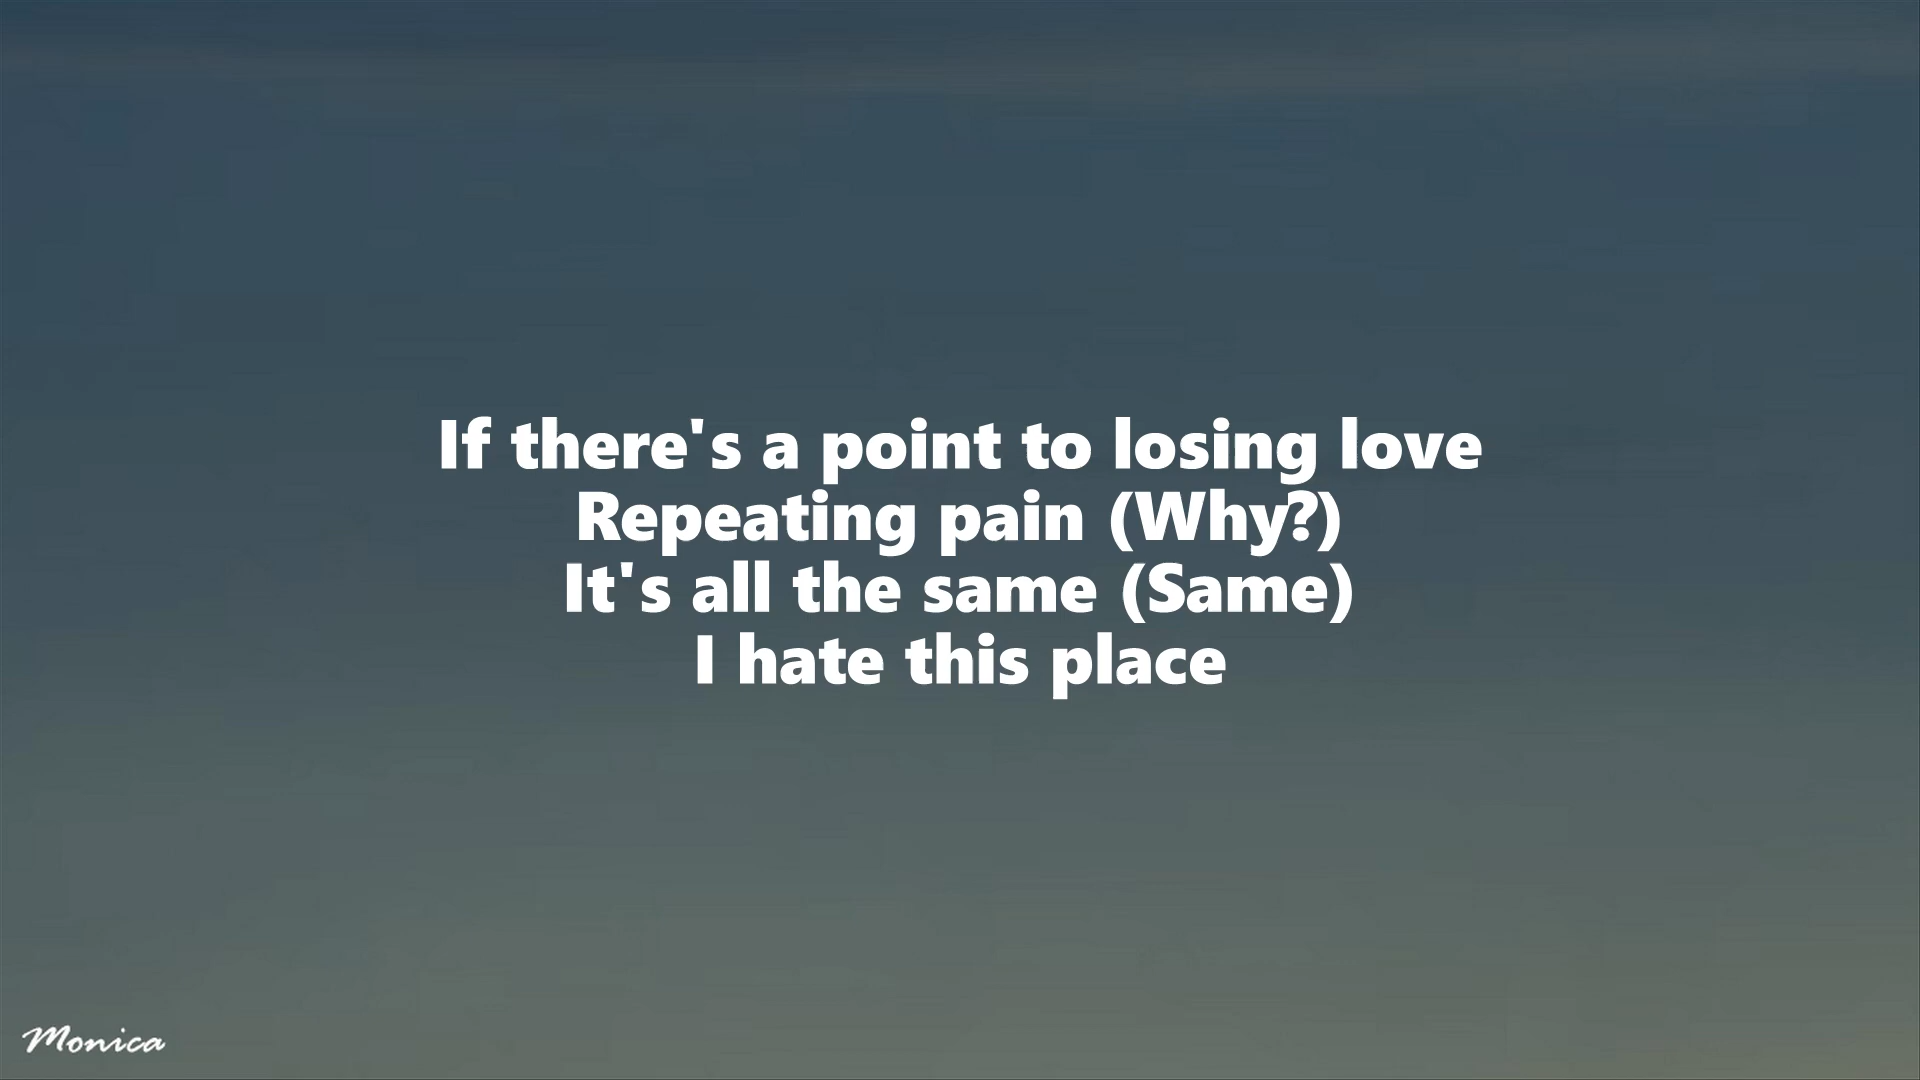 If there's a point to losing love
Repeating pain (Why?)
It's all the same (Same)
I hate this place
Monica